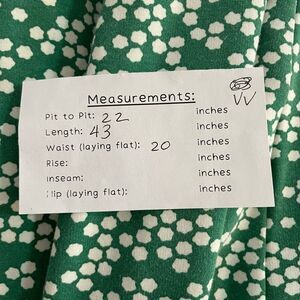 Measurements:
VV
Pit to Pit: 22 inches
Length: 43 inches
Waist (laying flat): 20 inches
Rise: inches
Inseam: inches
Hip (laying flat): inches